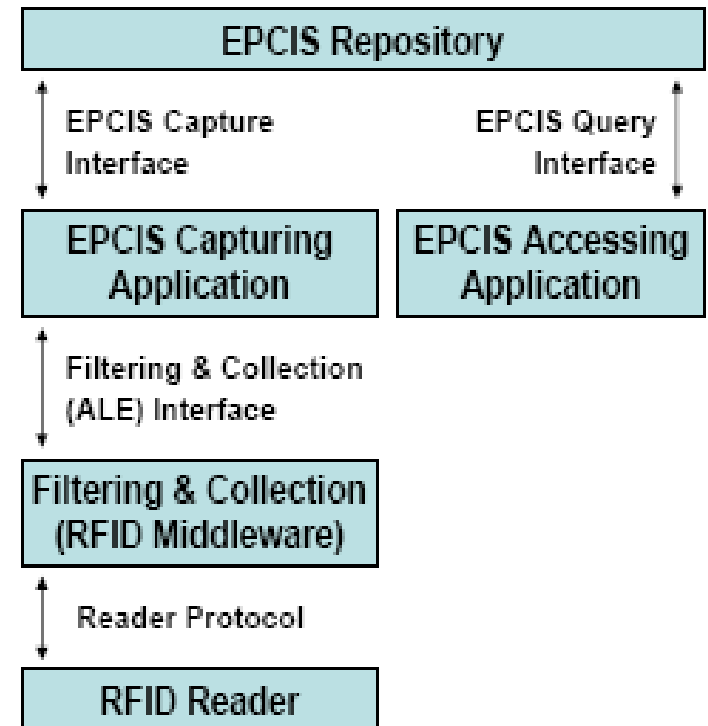 EPCIS Repository
EPCIS Capture
Interface
EPCIS Query
Interface
EPCIS Capturing
Application
EPCIS Accessing
Application
Filtering & Collection
(ALE) Interface
Filtering & Collection
(RFID Middleware)
Reader Protocol
RFID Reader